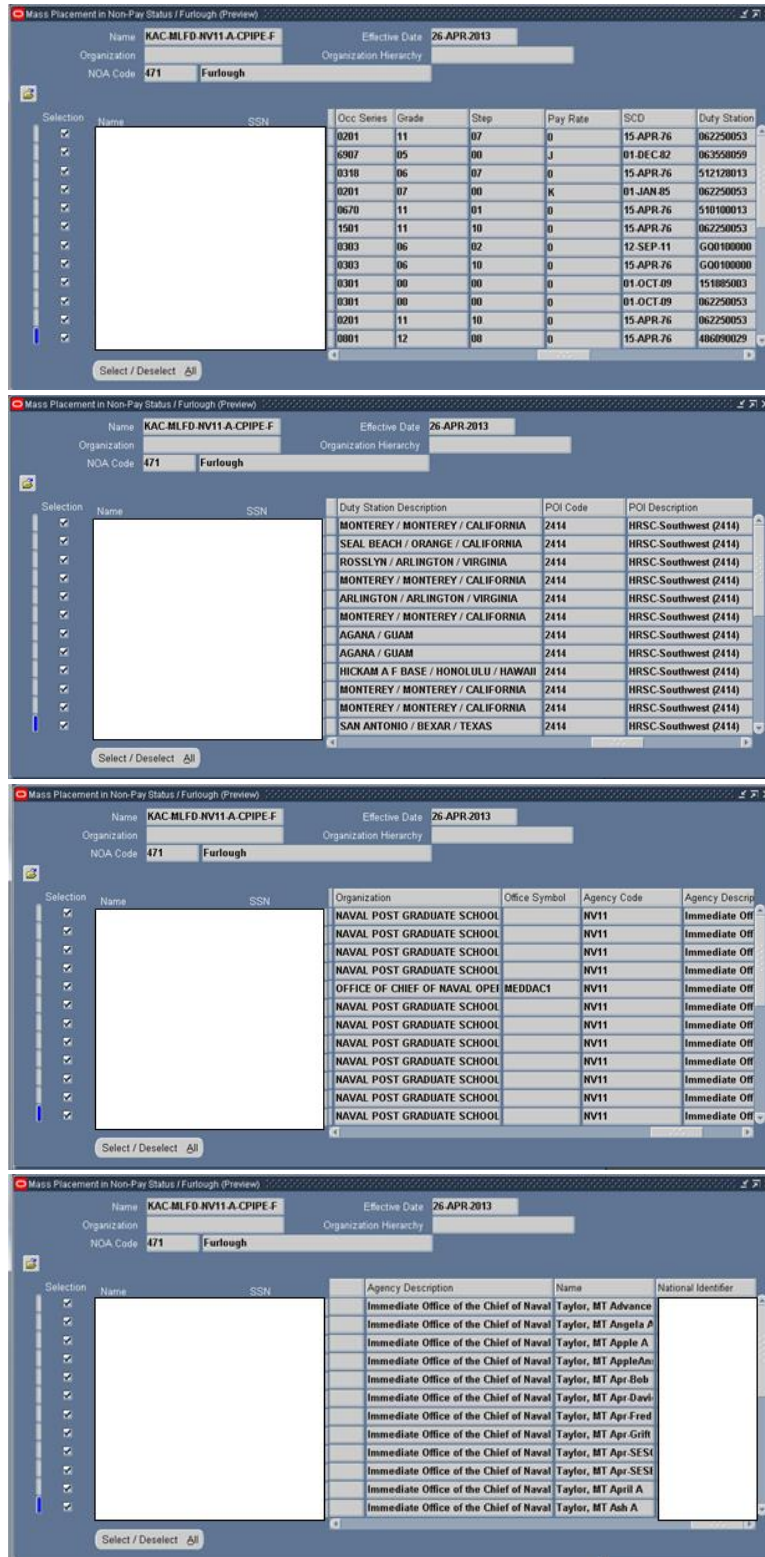 Mass Placement in Non-Pay Status / Furlough (Preview)
Name KAC-MLFD-NV11-A-CPIPE-F Effective Date 26-APR-2013
Organization Organization Hierarchy
NOA Code 471 Furlough
Selection Name SSN Occ Series Grade Step Pay Rate SCD Duty Station
0201 11 07 0 15-APR-76 062250053
6907 05 00 J 01-DEC-82 063558059
0318 06 07 0 15-APR-76 512128013
0201 07 00 K 01-JAN-85 062250053
0670 11 01 0 15-APR-76 510100013
1501 11 10 0 15-APR-76 062250053
0303 06 02 0 12-SEP-11 GQ0100000
0303 06 10 0 15-APR-76 GQ0100000
0301 00 00 0 01-OCT-09 151885003
0301 00 00 0 01-OCT-09 062250053
0201 11 10 0 15-APR-76 062250053
0801 12 08 0 15-APR-76 486090029
Select / Deselect All
Mass Placement in Non-Pay Status / Furlough (Preview)
Name KAC-MLFD-NV11-A-CPIPE-F Effective Date 26-APR-2013
Organization Organization Hierarchy
NOA Code 471 Furlough
Selection Name SSN Duty Station Description POI Code POI Description
MONTEREY / MONTEREY / CALIFORNIA 2414 HRSC-Southwest (2414)
SEAL BEACH / ORANGE / CALIFORNIA 2414 HRSC-Southwest (2414)
ROSSLYN / ARLINGTON / VIRGINIA 2414 HRSC-Southwest (2414)
MONTEREY / MONTEREY / CALIFORNIA 2414 HRSC-Southwest (2414)
ARLINGTON / ARLINGTON / VIRGINIA 2414 HRSC-Southwest (2414)
MONTEREY / MONTEREY / CALIFORNIA 2414 HRSC-Southwest (2414)
AGANA / GUAM 2414 HRSC-Southwest (2414)
AGANA / GUAM 2414 HRSC-Southwest (2414)
HICKAM A F BASE / HONOLULU / HAWAII 2414 HRSC-Southwest (2414)
MONTEREY / MONTEREY / CALIFORNIA 2414 HRSC-Southwest (2414)
MONTEREY / MONTEREY / CALIFORNIA 2414 HRSC-Southwest (2414)
SAN ANTONIO / BEXAR / TEXAS 2414 HRSC-Southwest (2414)
Select / Deselect All
Mass Placement in Non-Pay Status / Furlough (Preview)
Name KAC-MLFD-NV11-A-CPIPE-F Effective Date 26-APR-2013
Organization Organization Hierarchy
NOA Code 471 Furlough
Selection Name SSN Organization Office Symbol Agency Code Agency Descrip
NAVAL POST GRADUATE SCHOOL NV11 Immediate Off
NAVAL POST GRADUATE SCHOOL NV11 Immediate Off
NAVAL POST GRADUATE SCHOOL NV11 Immediate Off
NAVAL POST GRADUATE SCHOOL NV11 Immediate Off
OFFICE OF CHIEF OF NAVAL OPEI MEDDAC1 NV11 Immediate Off
NAVAL POST GRADUATE SCHOOL NV11 Immediate Off
NAVAL POST GRADUATE SCHOOL NV11 Immediate Off
NAVAL POST GRADUATE SCHOOL NV11 Immediate Off
NAVAL POST GRADUATE SCHOOL NV11 Immediate Off
NAVAL POST GRADUATE SCHOOL NV11 Immediate Off
NAVAL POST GRADUATE SCHOOL NV11 Immediate Off
NAVAL POST GRADUATE SCHOOL NV11 Immediate Off
Select / Deselect All
Mass Placement in Non-Pay Status / Furlough (Preview)
Name KAC-MLFD-NV11-A-CPIPE-F Effective Date 26-APR-2013
Organization Organization Hierarchy
NOA Code 471 Furlough
Selection Name SSN Agency Description Name National Identifier
Immediate Office of the Chief of Naval Taylor, MT Advance
Immediate Office of the Chief of Naval Taylor, MT Angela A
Immediate Office of the Chief of Naval Taylor, MT Apple A
Immediate Office of the Chief of Naval Taylor, MT AppleAn
Immediate Office of the Chief of Naval Taylor, MT Apr-Bob
Immediate Office of the Chief of Naval Taylor, MT Apr-Davi
Immediate Office of the Chief of Naval Taylor, MT Apr-Fred
Immediate Office of the Chief of Naval Taylor, MT Apr-Grift
Immediate Office of the Chief of Naval Taylor, MT Apr-SES
Immediate Office of the Chief of Naval Taylor, MT Apr-SES
Immediate Office of the Chief of Naval Taylor, MT April A
Immediate Office of the Chief of Naval Taylor, MT Ash A
Select / Deselect All